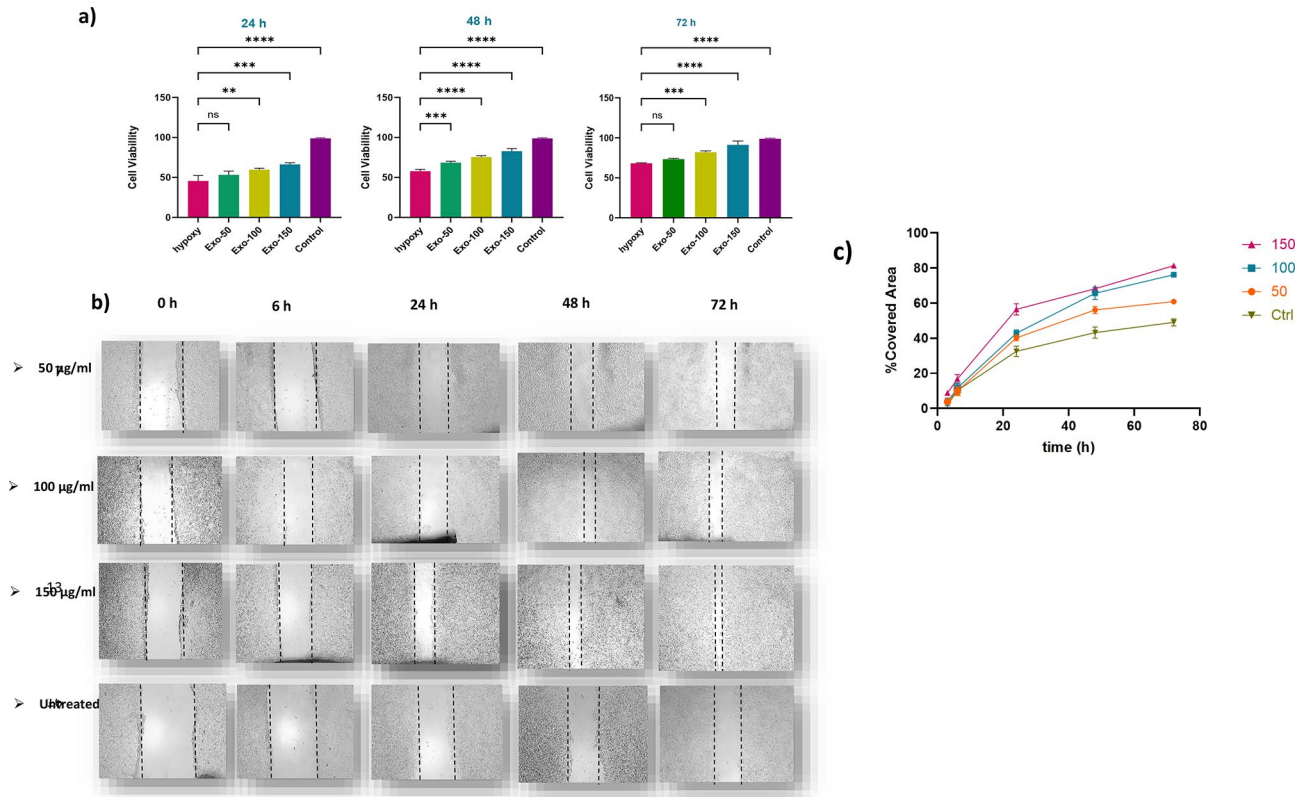 a)
24 h
48 h
72 h
****
***
**
ns
Cell Viabillity
150
100
50
0
hypoxy
Exo-50
Exo-100
Exo-150
Control
****
****
****
***
Cell Viabillity
150
100
50
0
hypoxy
Exo-50
Exo-100
Exo-150
Control
****
****
***
ns
Cell Viabillity
150
100
50
0
hypoxy
Exo-50
Exo-100
Exo-150
Control
b)
0 h
6 h
24 h
48 h
72 h
50 µg/ml
100 µg/ml
150 µg/ml
13
Untreated
c)
% Covered Area
100
80
60
40
20
0
0
20
40
60
80
time (h)
150
100
50
Ctrl